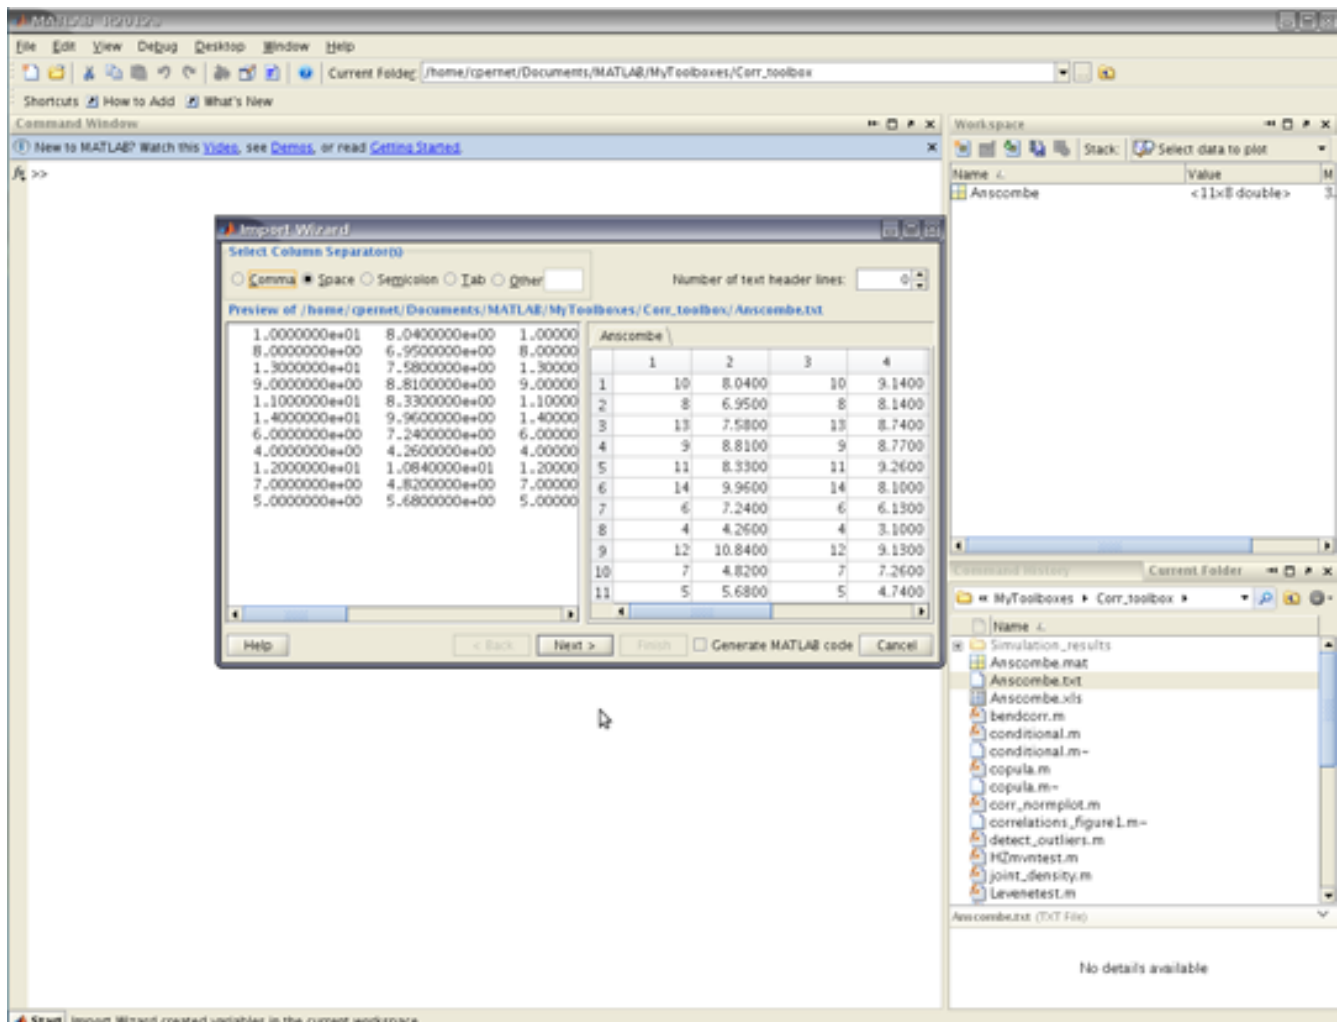 MATLAB R2012a
File Edit View Debug Desktop Window Help
Current Folder: /home/cpernet/Documents/MATLAB/MyToolboxes/Corr_toolbox
Shortcuts How to Add What's New
Command Window
New to MATLAB? Watch this Video, see Demos, or read Getting Started.
fx >>
Import Wizard
Select Column Separator(s)
Comma Space Semicolon Tab Other
Number of text header lines: 0
Preview of /home/cpernet/Documents/MATLAB/MyToolboxes/Corr_toolbox/Anscombe.txt
1.0000000e+01 8.0400000e+00 1.00000
8.0000000e+00 6.9500000e+00 8.00000
1.3000000e+01 7.5800000e+00 1.30000
9.0000000e+00 8.8100000e+00 9.00000
1.1000000e+01 8.3300000e+00 1.10000
1.4000000e+01 9.9600000e+00 1.40000
6.0000000e+00 7.2400000e+00 6.00000
4.0000000e+00 4.2600000e+00 4.00000
1.2000000e+01 1.0840000e+01 1.20000
7.0000000e+00 4.8200000e+00 7.00000
5.0000000e+00 5.6800000e+00 5.00000
Anscombe
1 2 3 4
1 10 8.0400 10 9.1400
2 8 6.9500 8 8.1400
3 13 7.5800 13 8.7400
4 9 8.8100 9 8.7700
5 11 8.3300 11 9.2600
6 14 9.9600 14 8.1000
7 6 7.2400 6 6.1300
8 4 4.2600 4 3.1000
9 12 10.8400 12 9.1300
10 7 4.8200 7 7.2600
11 5 5.6800 5 4.7400
Help < Back Next > Finish Generate MATLAB code Cancel
Workspace
Stack: Select data to plot
Name Value M
Anscombe <11x8 double> 3.
Command History Current Folder
« MyToolboxes Corr_toolbox
Name
Simulation_results
Anscombe.mat
Anscombe.txt
Anscombe.xls
bendcorr.m
conditional.m
conditional.m~
copula.m
copula.m~
corr_normplot.m
correlations_figure1.m~
detect_outliers.m
HZmvntest.m
joint_density.m
Levenetest.m
Anscombe.txt (TXT File)
No details available
Start Import Wizard created variables in the current workspace.